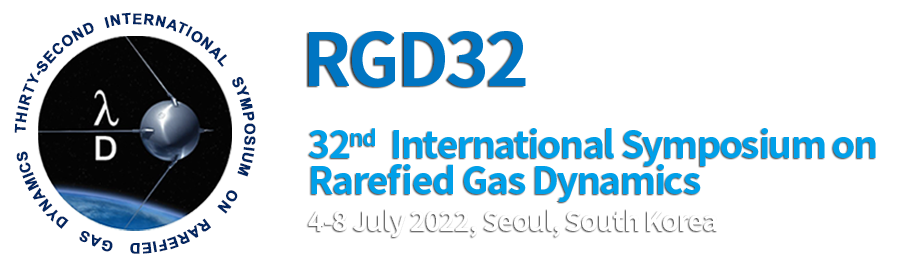 THIRTY-SECOND INTERNATIONAL SYMPOSIUM ON RAREFIED GAS DYNAMICS
λ
D
RGD32
32nd International Symposium on
Rarefied Gas Dynamics
4-8 July 2022, Seoul, South Korea